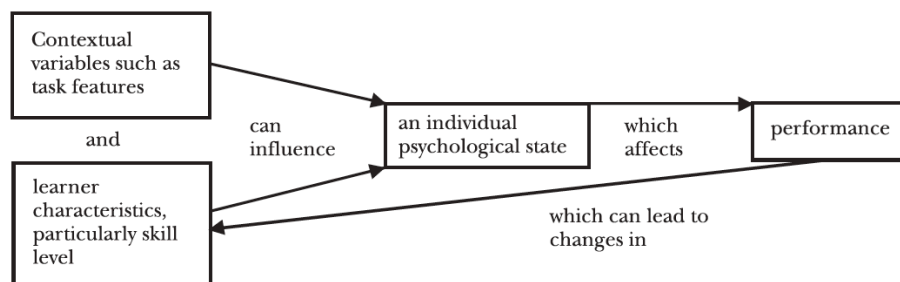 Contextual
variables such as
task features
and
learner
characteristics,
particularly skill
level
can
influence
an individual
psychological state
which
affects
performance
which can lead to
changes in